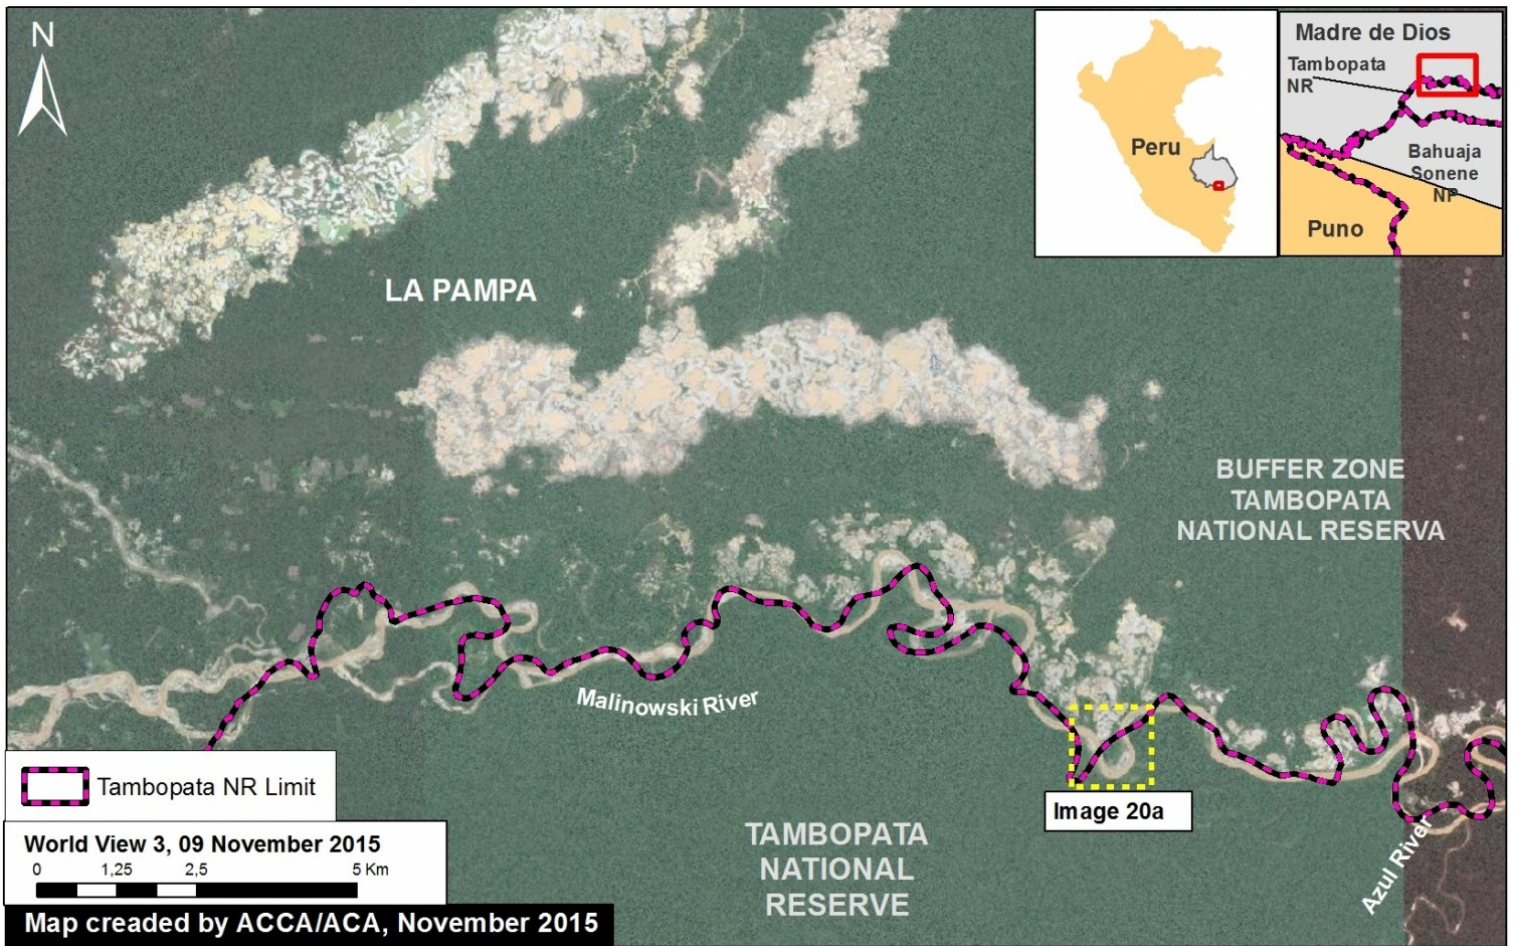 N
Peru
Madre de Dios
Tambopata
NR
Bahuaja
Sonene
NP
Puno
LA PAMPA
BUFFER ZONE
TAMBOPATA
NATIONAL RESERVA
Malinowski River
Image 20a
Azul River
TAMBOPATA
NATIONAL
RESERVE
Tambopata NR Limit
World View 3, 09 November 2015
0 1,25 2,5 5 Km
Map creaded by ACCA/ACA, November 2015